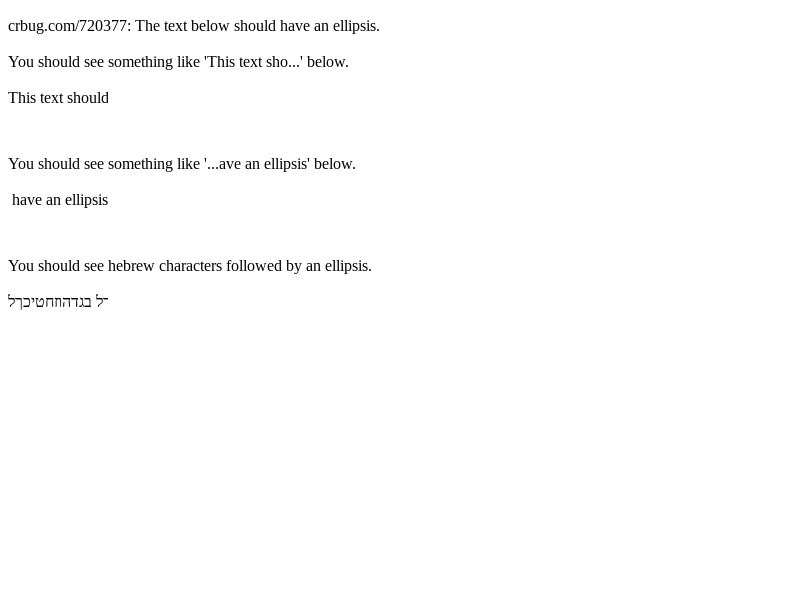 crbug.com/720377: The text below should have an ellipsis.
You should see something like 'This text sho...' below.
This text should
You should see something like '...ave an ellipsis' below.
have an ellipsis
You should see hebrew characters followed by an ellipsis.
ל בגדהוזחטיכךל